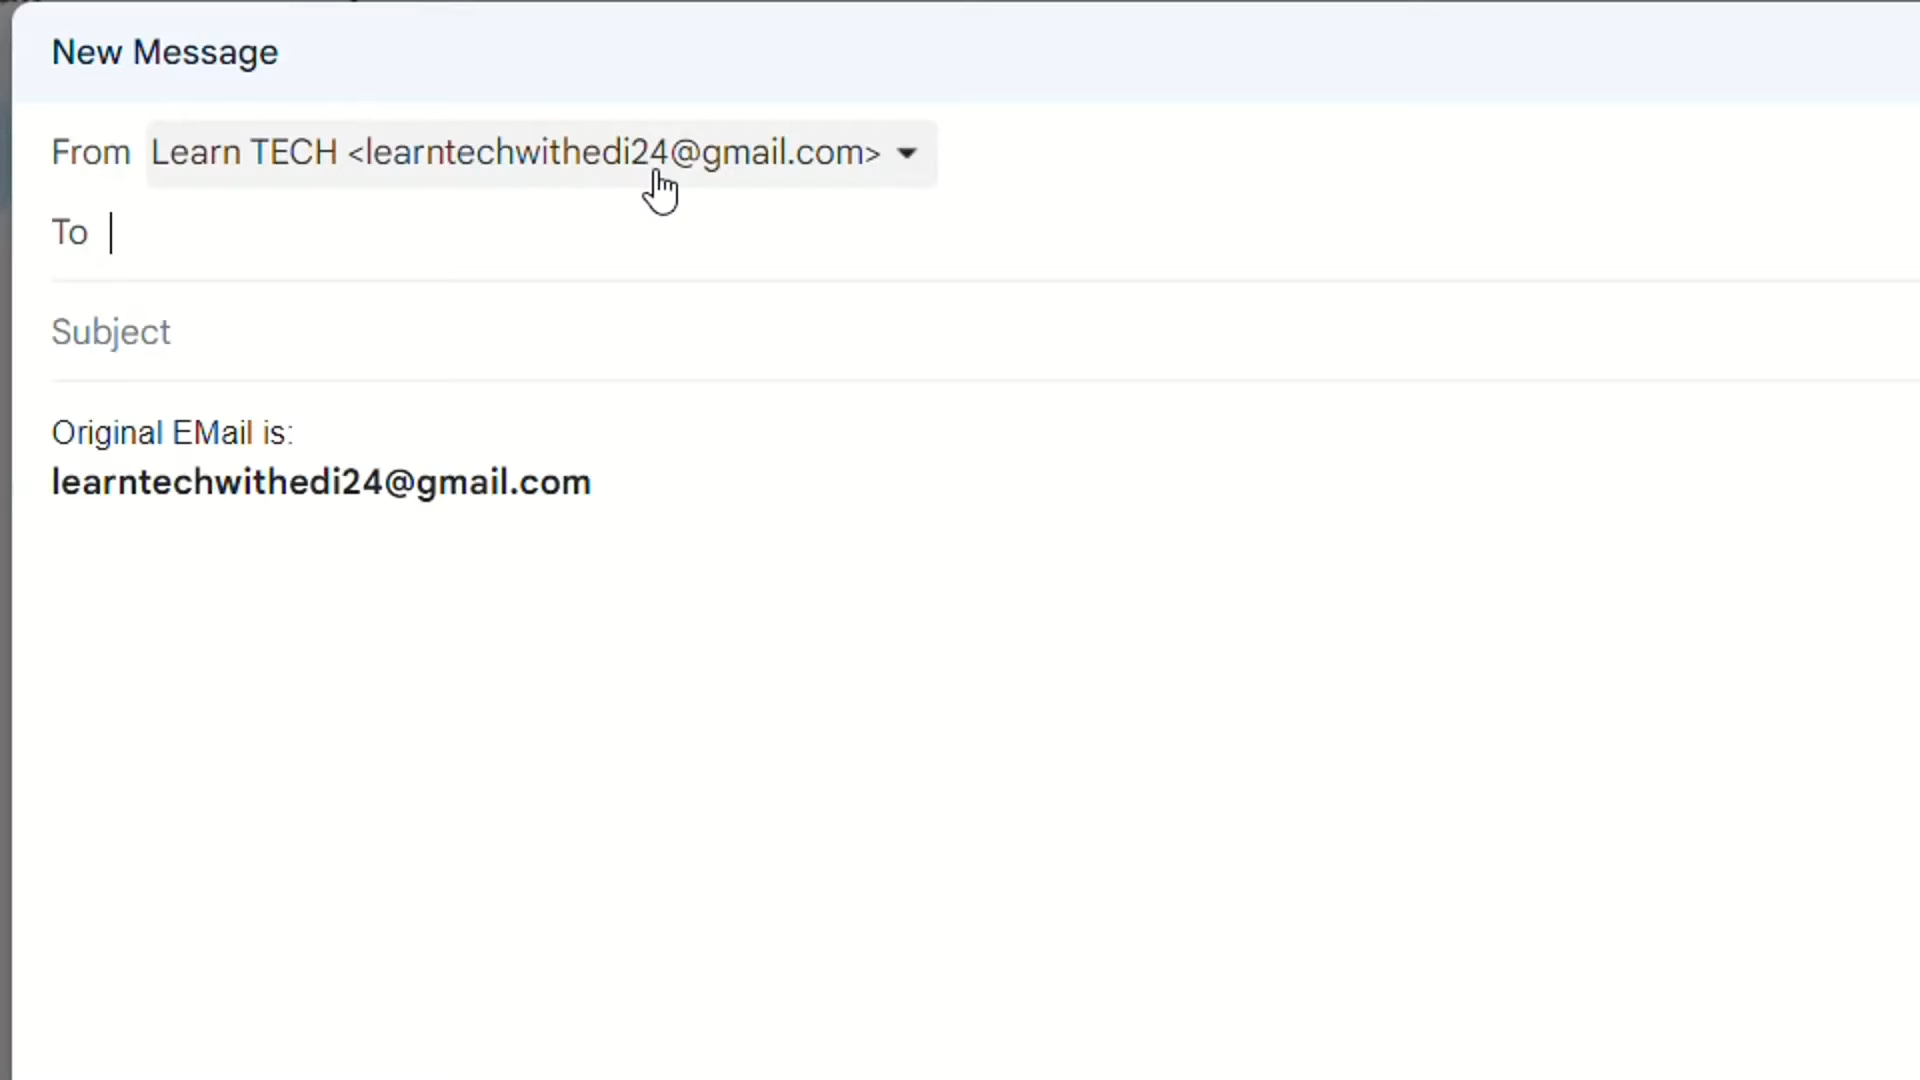 New Message
From Learn TECH <learntechwithedi24@gmail.com>
To
Subject
Original EMail is:
learntechwithedi24@gmail.com